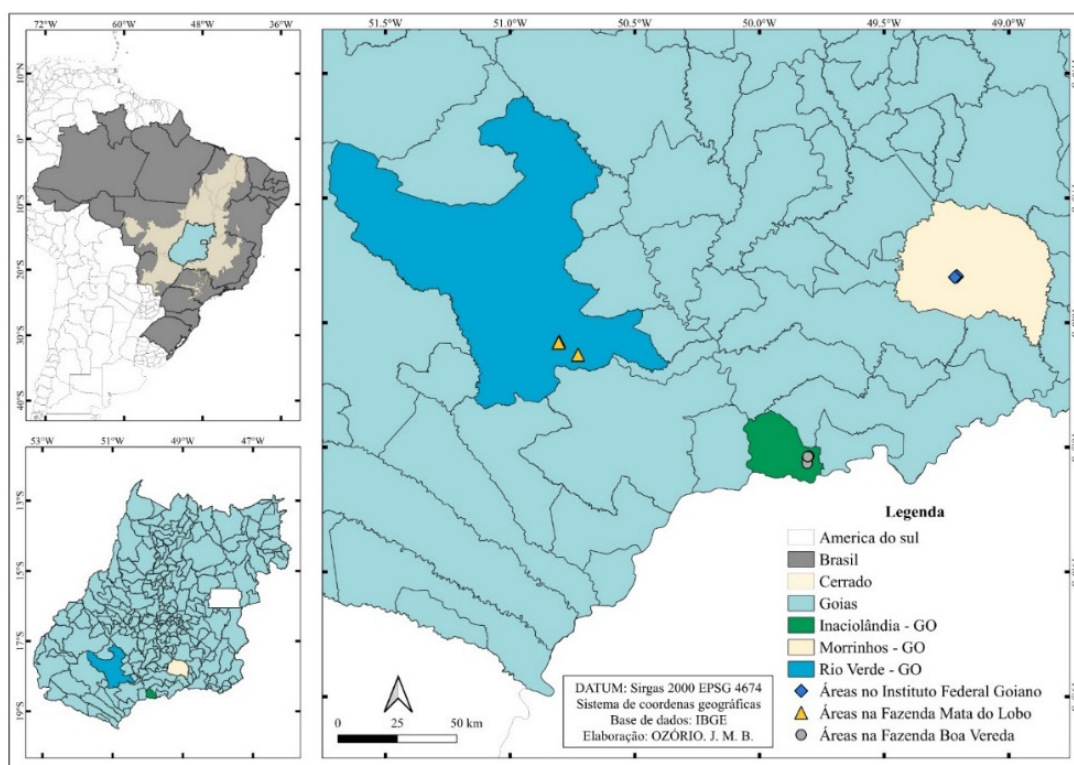 72°W 60°W 48°W 36°W
10°N
0°
10°S
20°S
30°S
40°S
53°W 51°W 49°W 47°W
13°S
15°S
17°S
19°S
51.5°W 51.0°W 50.5°W 50.0°W 49.5°W 49.0°W
Legenda
America do sul
Brasil
Cerrado
Goias
Inaciolândia - GO
Morrinhos - GO
Rio Verde - GO
Áreas no Instituto Federal Goiano
Áreas na Fazenda Mata do Lobo
Áreas na Fazenda Boa Vereda
0 25 50 km
DATUM: Sirgas 2000 EPSG 4674
Sistema de coordenas geográficas
Base de dados: IBGE
Elaboração: OZÓRIO. J. M. B.